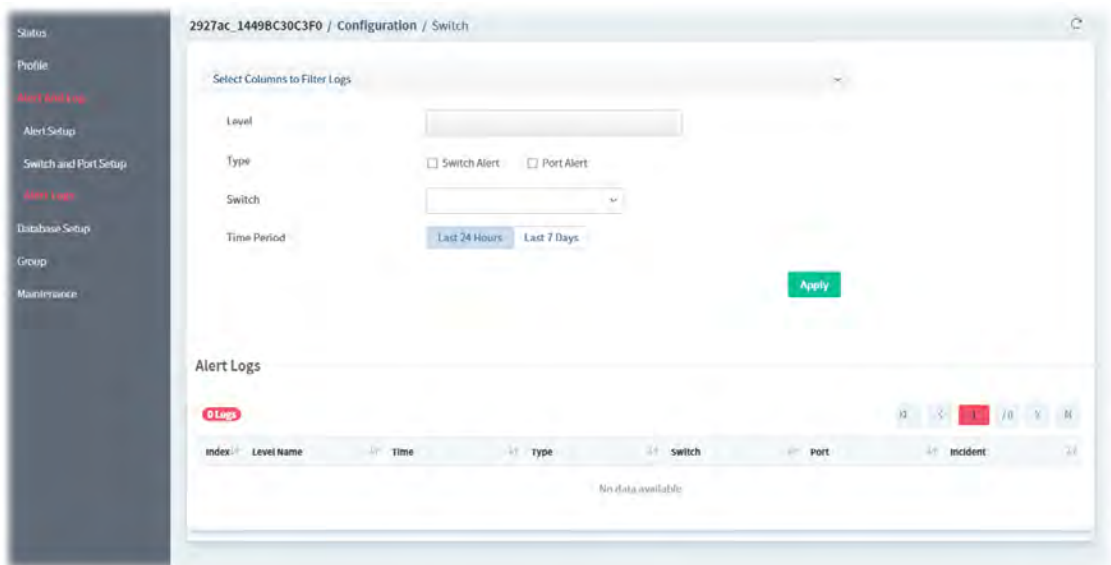 2927ac_1449BC30C3F0 / Configuration / Switch
Status
Profile
Alert Setup
Switch and Port Setup
Alert Logs
Database Setup
Group
Maintenance
Select Columns to Filter Logs
Level
Type
Switch Alert
Port Alert
Switch
Time Period
Last 24 Hours
Last 7 Days
Apply
Alert Logs
0 Logs
1 / 0
Index Level Name Time Type Switch Port Incident
No data available